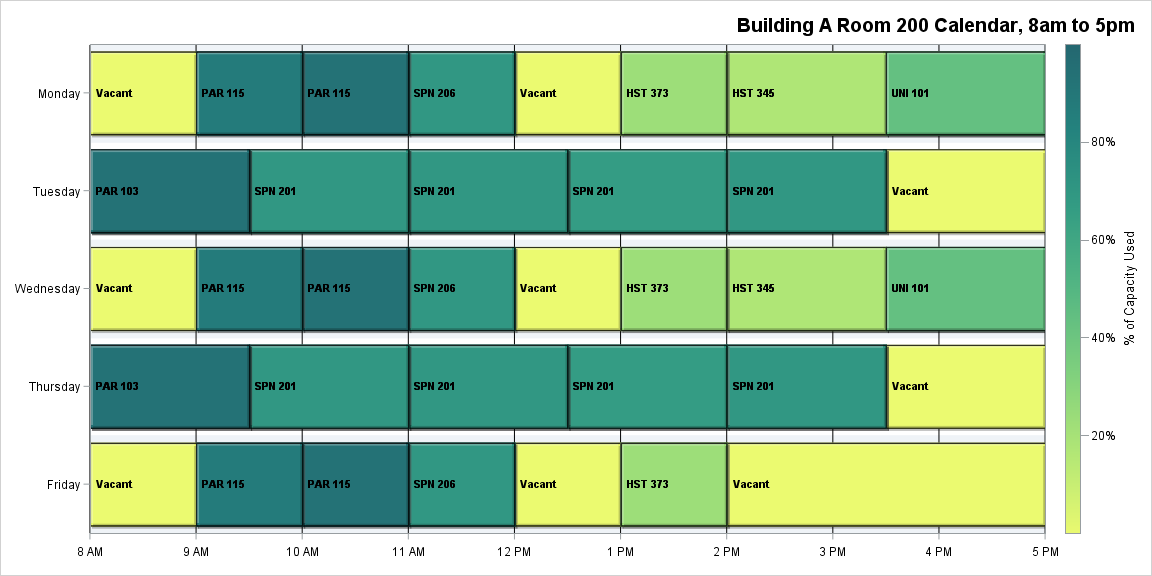 Building A Room 200 Calendar, 8am to 5pm
Monday
Vacant
PAR 115
PAR 115
SPN 206
Vacant
HST 373
HST 345
UNI 101
Tuesday
PAR 103
SPN 201
SPN 201
SPN 201
SPN 201
Vacant
Wednesday
Vacant
PAR 115
PAR 115
SPN 206
Vacant
HST 373
HST 345
UNI 101
Thursday
PAR 103
SPN 201
SPN 201
SPN 201
SPN 201
Vacant
Friday
Vacant
PAR 115
PAR 115
SPN 206
Vacant
HST 373
Vacant
8 AM
9 AM
10 AM
11 AM
12 PM
1 PM
2 PM
3 PM
4 PM
5 PM
80%
60%
40%
20%
% of Capacity Used